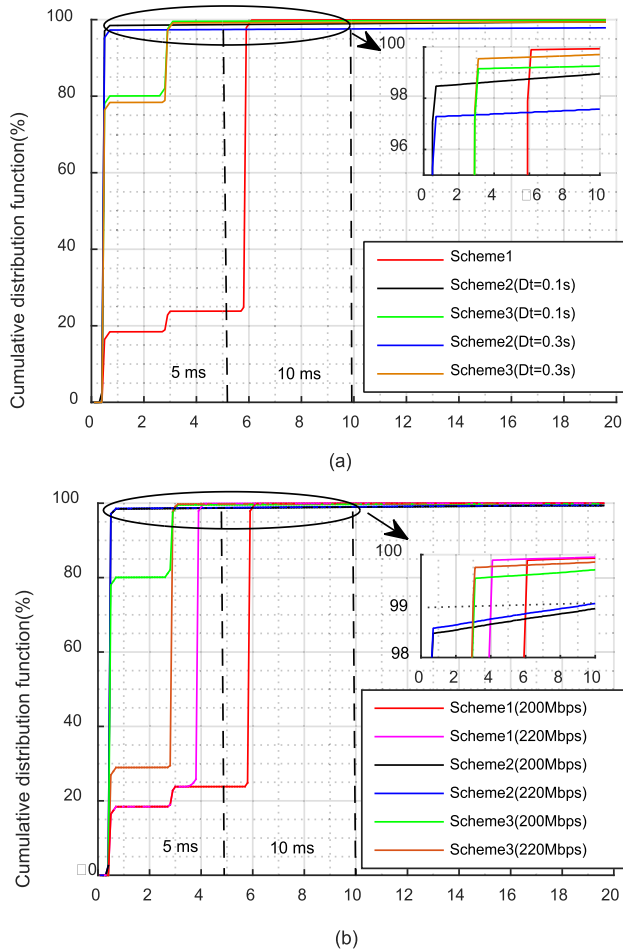 Cumulative distribution function(%)
100
80
60
40
20
0
0 2 4 6 8 10 12 14 16 18 20
5 ms
10 ms
100
98
96
0 2 4 □6 8 10
Scheme1
Scheme2(Dt=0.1s)
Scheme3(Dt=0.1s)
Scheme2(Dt=0.3s)
Scheme3(Dt=0.3s)
(a)
Cumulative distribution function(%)
100
80
60
40
20
□0
0 2 4 6 8 10 12 14 16 18 20
5 ms
10 ms
100
99
98
0 2 4 6 8 10
Scheme1(200Mbps)
Scheme1(220Mbps)
Scheme2(200Mbps)
Scheme2(220Mbps)
Scheme3(200Mbps)
Scheme3(220Mbps)
(b)